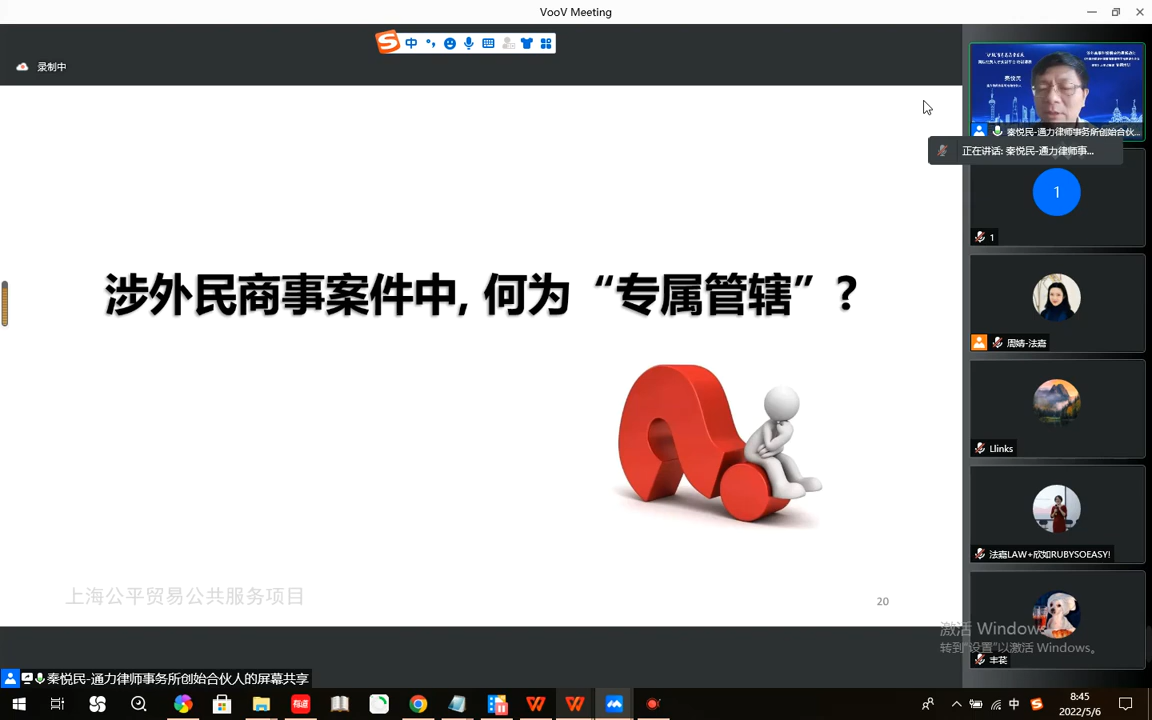 VooV Meeting
中
录制中
秦悦民-通力律师事务所创始合伙...
正在讲话: 秦悦民-通力律师事...
1
1
涉外民商事案件中, 何为 “专属管辖” ?
周婧-法嘉
Llinks
法嘉LAW+欣如RUBYSOEASY!
上海公平贸易公共服务项目
20
激活 Windows
转到"设置"以激活 Windows。
秦悦民-通力律师事务所创始合伙人的屏幕共享
中
8:45
2022/5/6